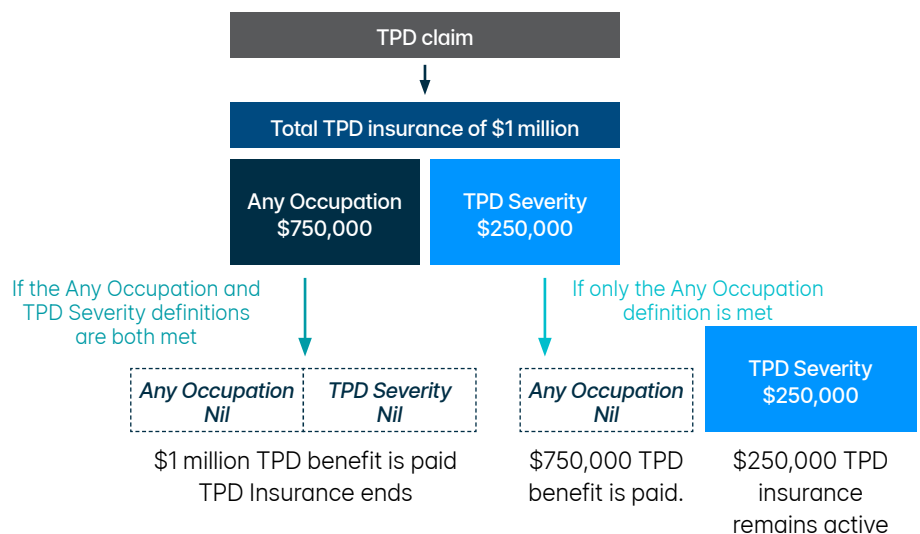 TPD claim
Total TPD insurance of $1 million
Any Occupation
$750,000
TPD Severity
$250,000
If the Any Occupation and
TPD Severity definitions
are both met
If only the Any Occupation
definition is met
Any Occupation
Nil
TPD Severity
Nil
Any Occupation
Nil
TPD Severity
$250,000
$1 million TPD benefit is paid
TPD Insurance ends
$750,000 TPD
benefit is paid.
$250,000 TPD
insurance
remains active